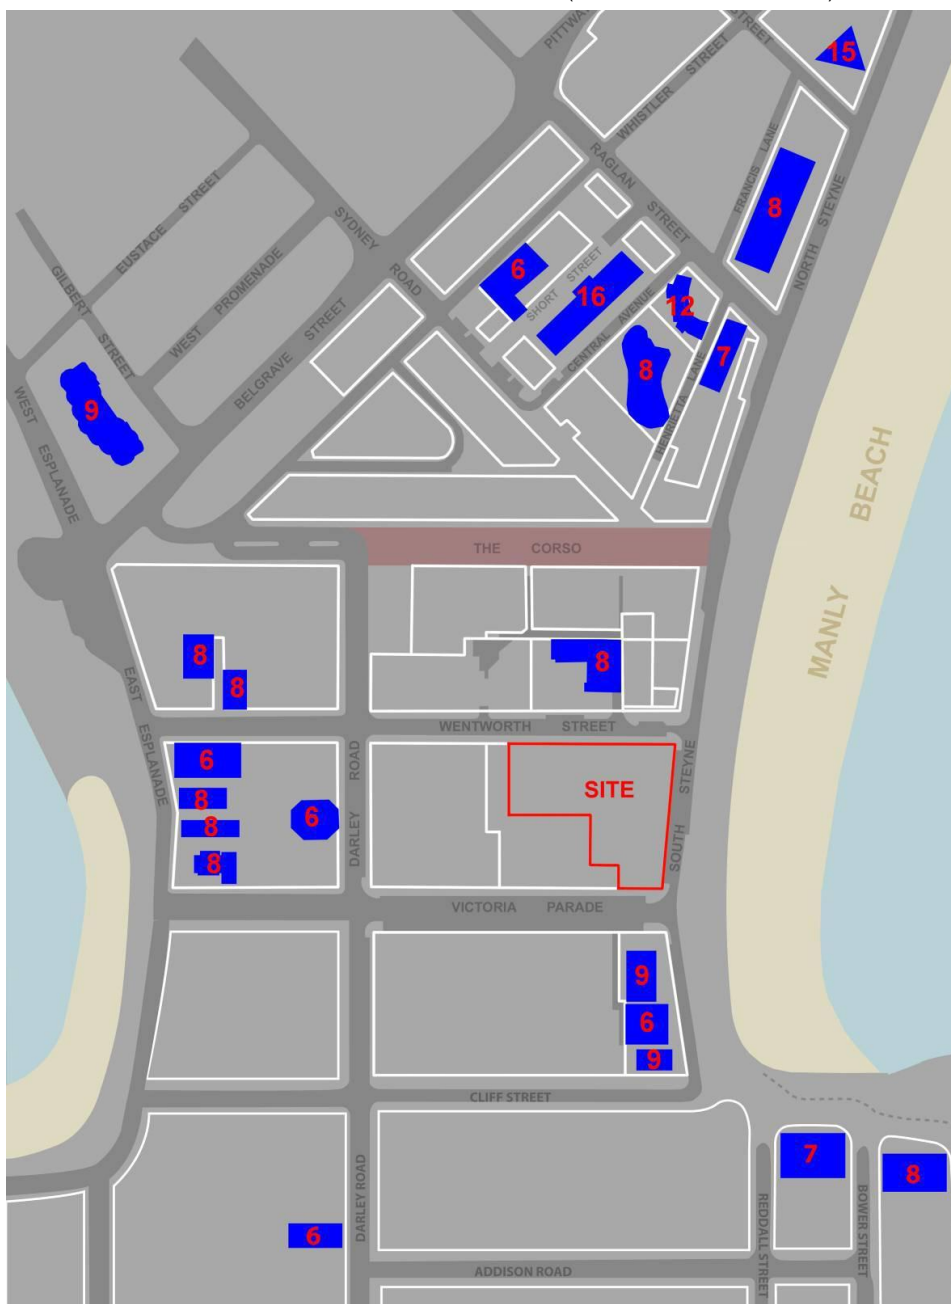 PITTWA
STREET
15
WHISTLER STREET
FRANCIS LANE
RAGLAN STREET
8
NORTH STEYNE
EUSTACE STREET
SYDNEY ROAD
6
SHORT STREET
16
12
GILBERT STREET
WEST PROMENADE
BELGRAVE STREET
CENTRAL AVENUE
8
7
HENRIETTA LANE
9
WEST ESPLANADE
MANLY BEACH
THE CORSO
8
8
8
EAST ESPLANADE
WENTWORTH STREET
6
DARLEY ROAD
SITE
SOUTH STEYNE
8
8
6
8
VICTORIA PARADE
9
6
9
CLIFF STREET
7
8
DARLEY ROAD
REDDALL STREET
BOWER STREET
6
ADDISON ROAD